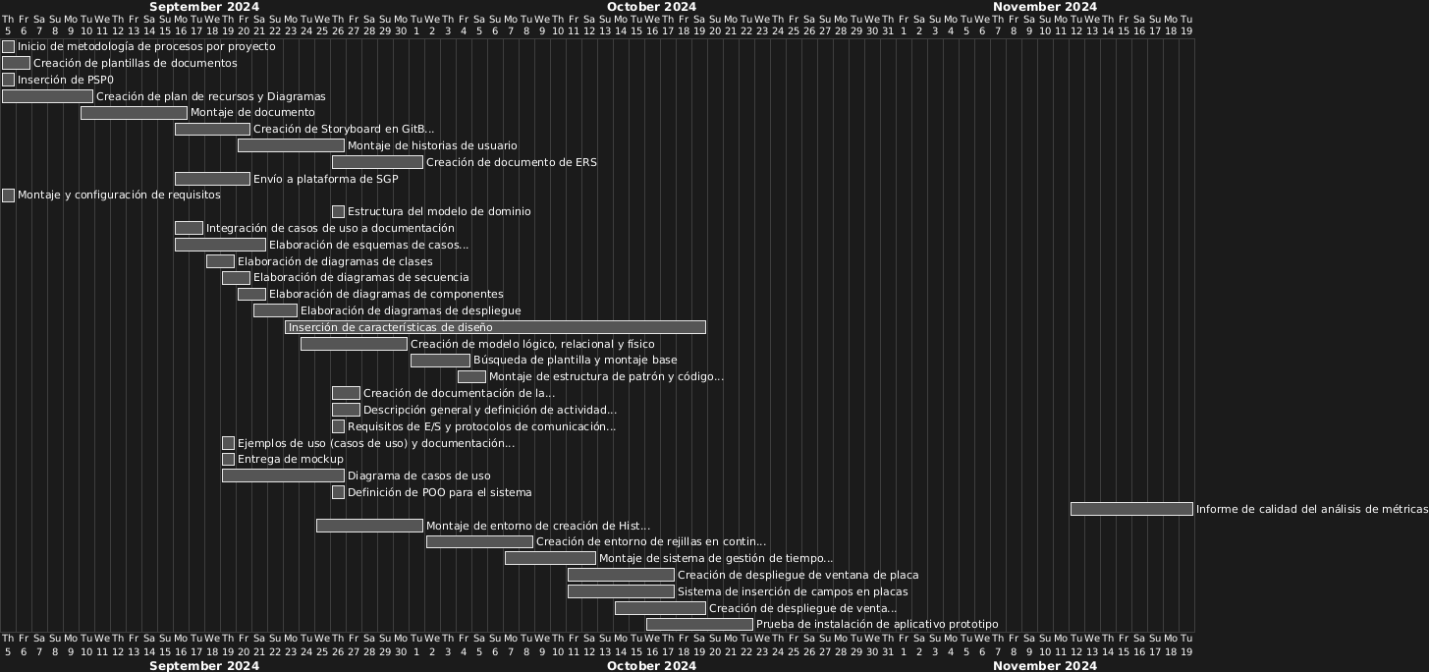 September 2024 October 2024 November 2024
Th Fr Sa Su Mo Tu We Th Fr Sa Su Mo Tu We Th Fr Sa Su Mo Tu We Th Fr Sa Su Mo Tu We Th Fr Sa Su Mo Tu We Th Fr Sa Su Mo Tu We Th Fr Sa Su Mo Tu We Th Fr Sa Su Mo Tu We Th Fr Sa Su Mo Tu We Th Fr Sa Su Mo Tu We Th Fr Sa Su Mo Tu
5 6 7 8 9 10 11 12 13 14 15 16 17 18 19 20 21 22 23 24 25 26 27 28 29 30 1 2 3 4 5 6 7 8 9 10 11 12 13 14 15 16 17 18 19 20 21 22 23 24 25 26 27 28 29 30 31 1 2 3 4 5 6 7 8 9 10 11 12 13 14 15 16 17 18 19
Inicio de metodología de procesos por proyecto
Creación de plantillas de documentos
Inserción de PSP0
Creación de plan de recursos y Diagramas
Montaje de documento
Creación de Storyboard en GitB...
Montaje de historias de usuario
Creación de documento de ERS
Envío a plataforma de SGP
Montaje y configuración de requisitos
Estructura del modelo de dominio
Integración de casos de uso a documentación
Elaboración de esquemas de casos...
Elaboración de diagramas de clases
Elaboración de diagramas de secuencia
Elaboración de diagramas de componentes
Elaboración de diagramas de despliegue
Inserción de características de diseño
Creación de modelo lógico, relacional y físico
Búsqueda de plantilla y montaje base
Montaje de estructura de patrón y código...
Creación de documentación de la...
Descripción general y definición de actividad...
Requisitos de E/S y protocolos de comunicación...
Ejemplos de uso (casos de uso) y documentación...
Entrega de mockup
Diagrama de casos de uso
Definición de POO para el sistema
Informe de calidad del análisis de métricas
Montaje de entorno de creación de Hist...
Creación de entorno de rejillas en contin...
Montaje de sistema de gestión de tiempo...
Creación de despliegue de ventana de placa
Sistema de inserción de campos en placas
Creación de despliegue de venta...
Prueba de instalación de aplicativo prototipo
Th Fr Sa Su Mo Tu We Th Fr Sa Su Mo Tu We Th Fr Sa Su Mo Tu We Th Fr Sa Su Mo Tu We Th Fr Sa Su Mo Tu We Th Fr Sa Su Mo Tu We Th Fr Sa Su Mo Tu We Th Fr Sa Su Mo Tu We Th Fr Sa Su Mo Tu We Th Fr Sa Su Mo Tu We Th Fr Sa Su Mo Tu
5 6 7 8 9 10 11 12 13 14 15 16 17 18 19 20 21 22 23 24 25 26 27 28 29 30 1 2 3 4 5 6 7 8 9 10 11 12 13 14 15 16 17 18 19 20 21 22 23 24 25 26 27 28 29 30 31 1 2 3 4 5 6 7 8 9 10 11 12 13 14 15 16 17 18 19
September 2024 October 2024 November 2024